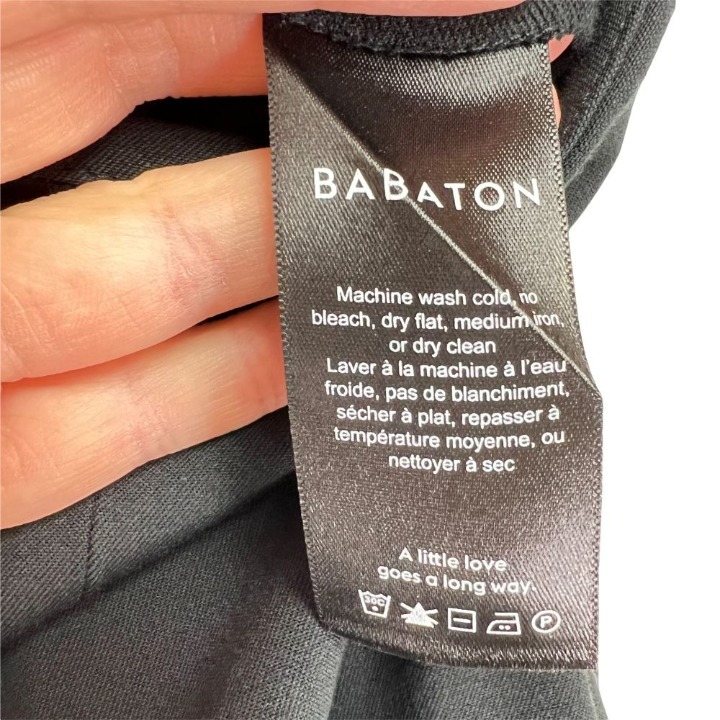 BABATON
Machine wash cold, no
bleach, dry flat, medium iron,
or dry clean
Laver à la machine à l'eau
froide, pas de blanchiment,
sécher à plat, repasser à
température moyenne, ou
nettoyer à sec
A little love
goes a long way.
30C
P